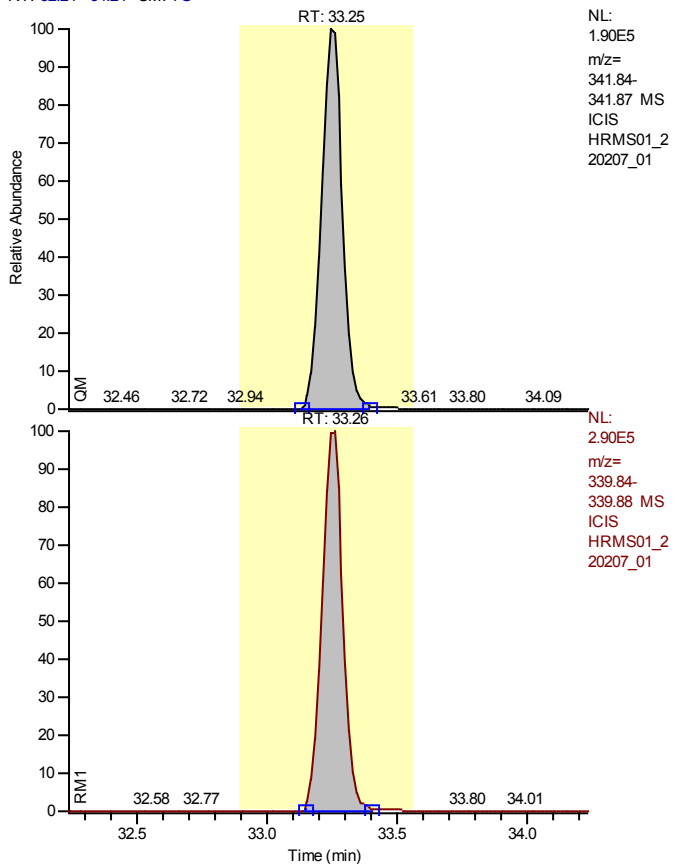 RT: 33.25
NL:
1.90E5
m/z=
341.84-
341.87 MS
ICIS
HRMS01_2
20207_01
100
90
80
70
60
50
40
30
20
10
0
Relative Abundance
QM
32.46 32.72 32.94 33.61 33.80 34.09
RT: 33.26
NL:
2.90E5
m/z=
339.84-
339.88 MS
ICIS
HRMS01_2
20207_01
100
90
80
70
60
50
40
30
20
10
0
RM1
32.58 32.77 33.80 34.01
32.5 33.0 33.5 34.0
Time (min)